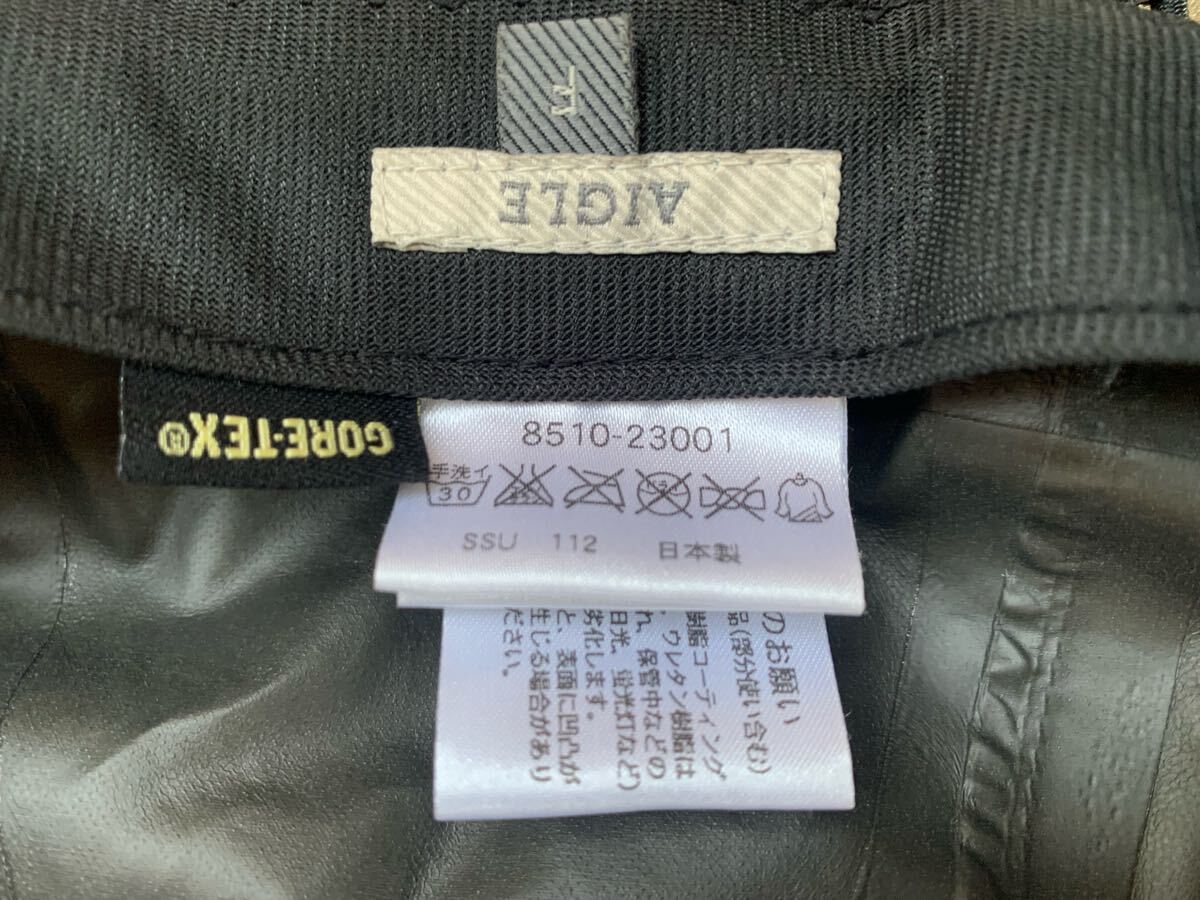 F
AIGLE
GORE-TEX®
8510-23001
手洗イ
30
SSU 112 日本製
のお願い
品(部分使い含む)
樹脂コーティング
、ウレタン樹脂は
れ、保管中などの
日光、蛍光灯など)
劣化します。
と、表面に凹凸が
生じる場合があり
ださい。